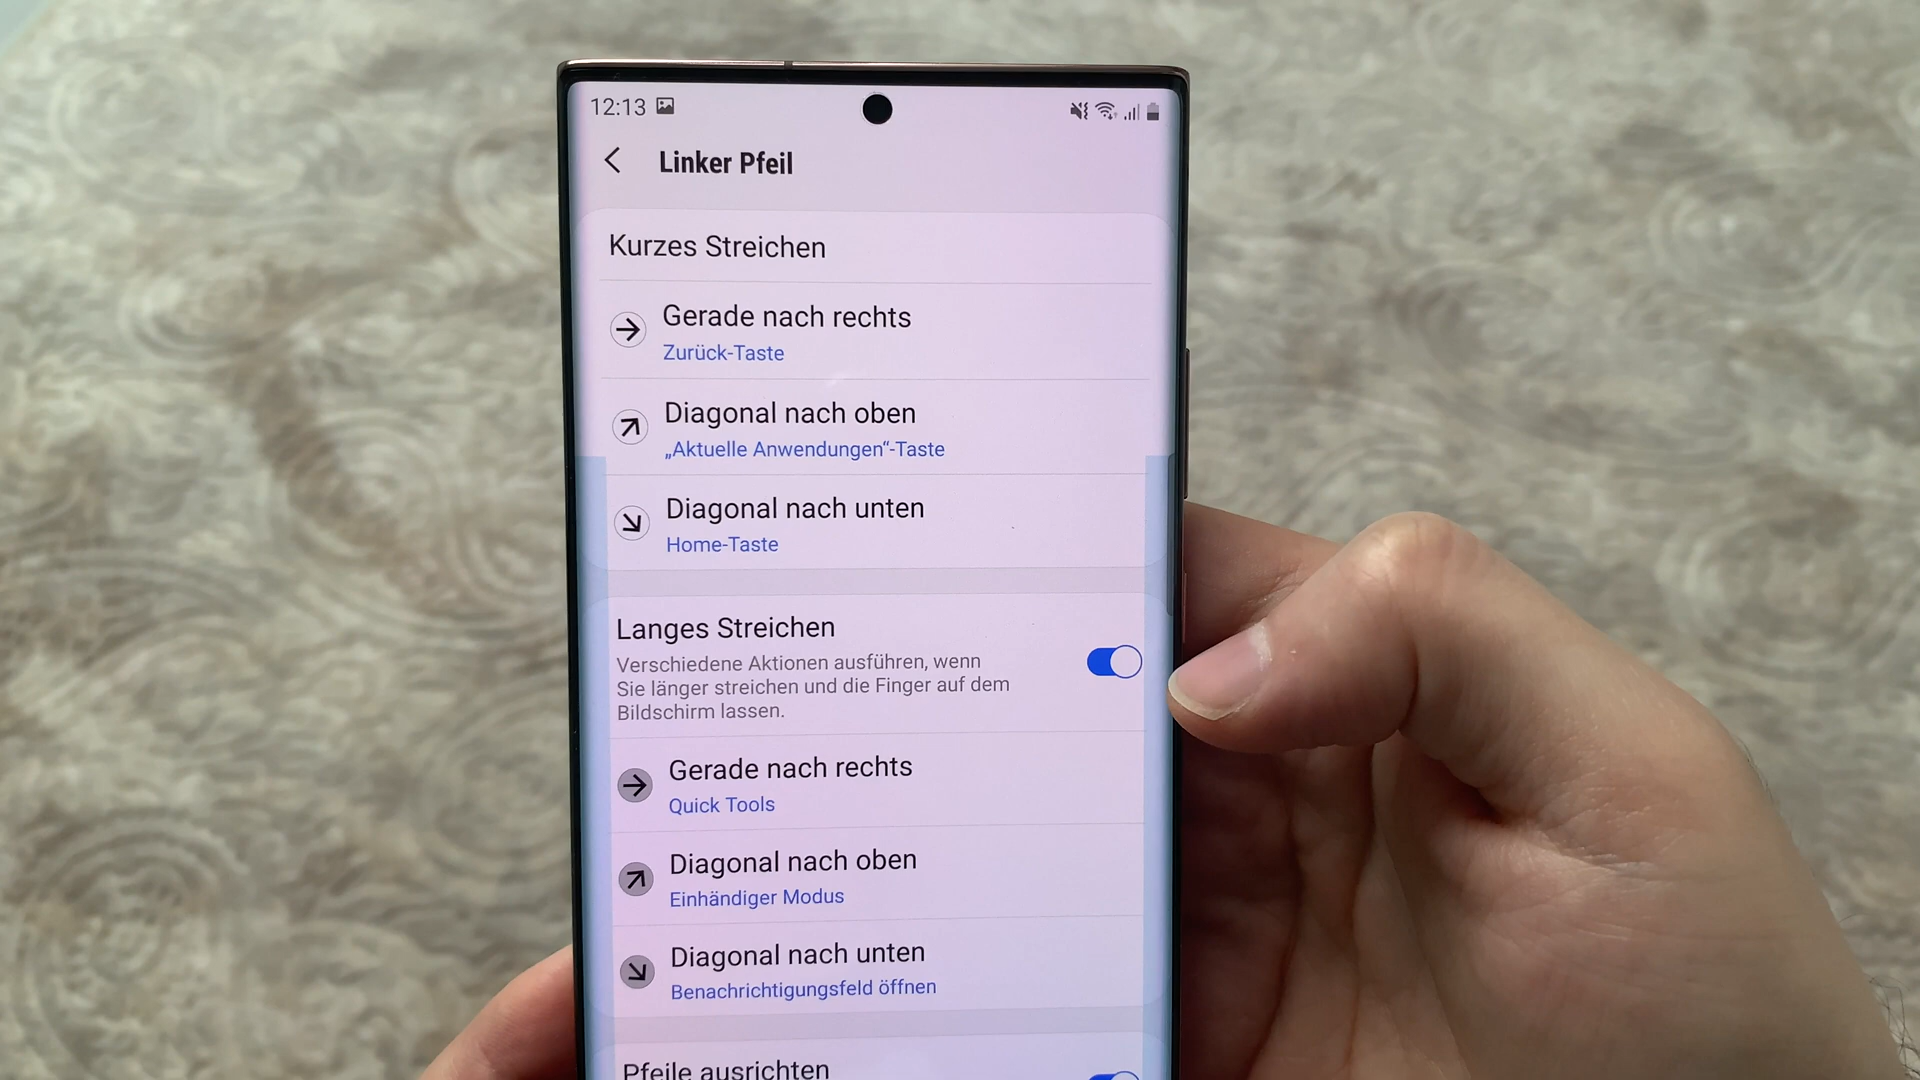 12:13
Linker Pfeil
Kurzes Streichen
Gerade nach rechts
Zurück-Taste
Diagonal nach oben
„Aktuelle Anwendungen“-Taste
Diagonal nach unten
Home-Taste
Langes Streichen
Verschiedene Aktionen ausführen, wenn
Sie länger streichen und die Finger auf dem
Bildschirm lassen.
Gerade nach rechts
Quick Tools
Diagonal nach oben
Einhändiger Modus
Diagonal nach unten
Benachrichtigungsfeld öffnen
Pfeile ausrichten